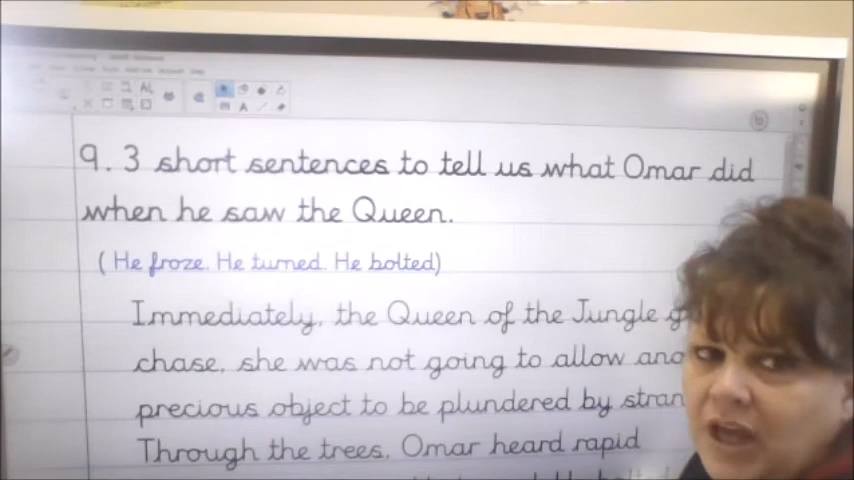 9. 3 short sentences to tell us what Omar did
when he saw the Queen.
( He froze. He turned. He bolted)
Immediately, the Queen of the Jungle g
chase, she was not going to allow ano
precious object to be plundered by stran
Through the trees, Omar heard rapid